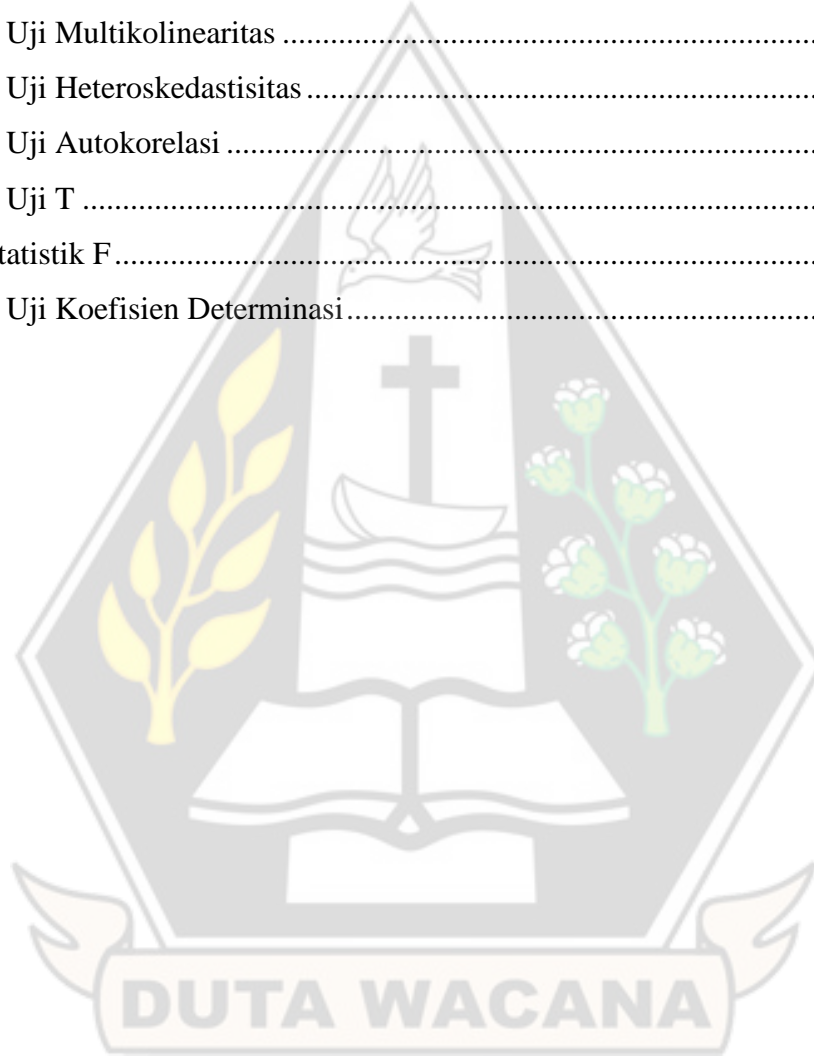 Uji Multikolinearitas ....................................................................
Uji Heteroskedastisitas .................................................................
Uji Autokorelasi ...........................................................................
Uji T .............................................................................................
tatistik F.........................................................................................
Uji Koefisien Determinasi............................................................
DUTA WACANA